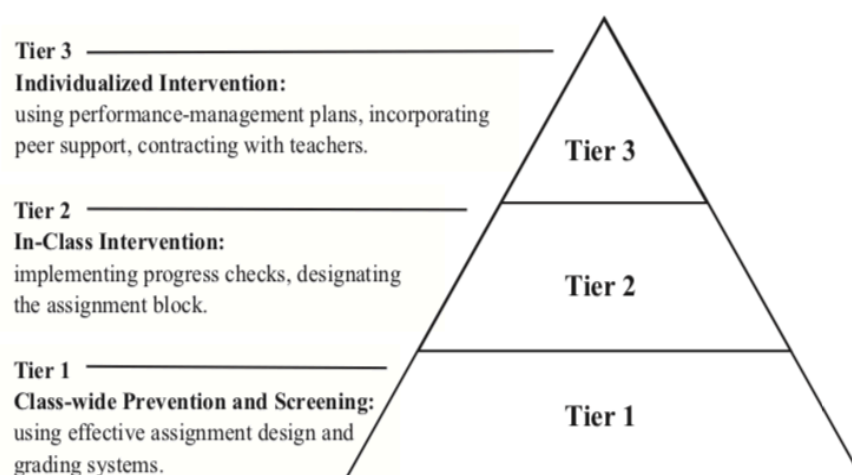 Tier 3
Individualized Intervention:
using performance-management plans, incorporating
peer support, contracting with teachers.
Tier 3
Tier 2
In-Class Intervention:
implementing progress checks, designating
the assignment block.
Tier 2
Tier 1
Class-wide Prevention and Screening:
using effective assignment design and
grading systems.
Tier 1